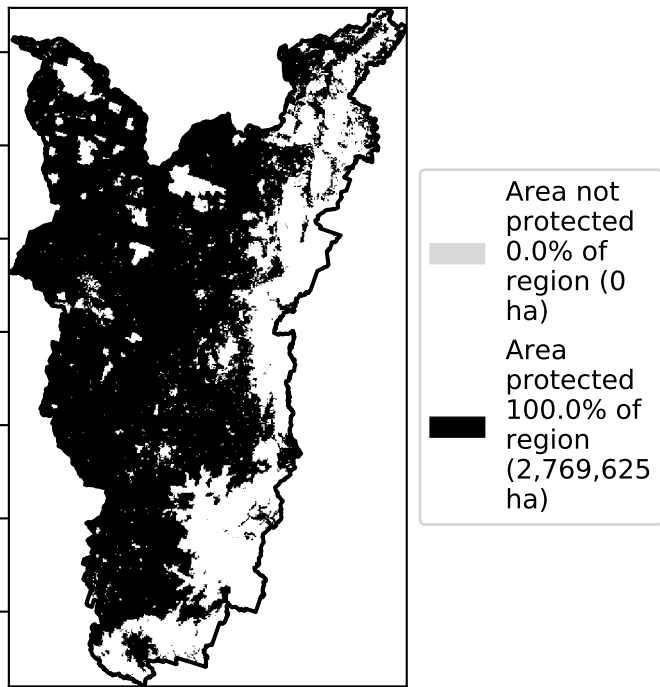 Area not
protected
0.0% of
region (0
ha)
Area
protected
100.0% of
region
(2,769,625
ha)